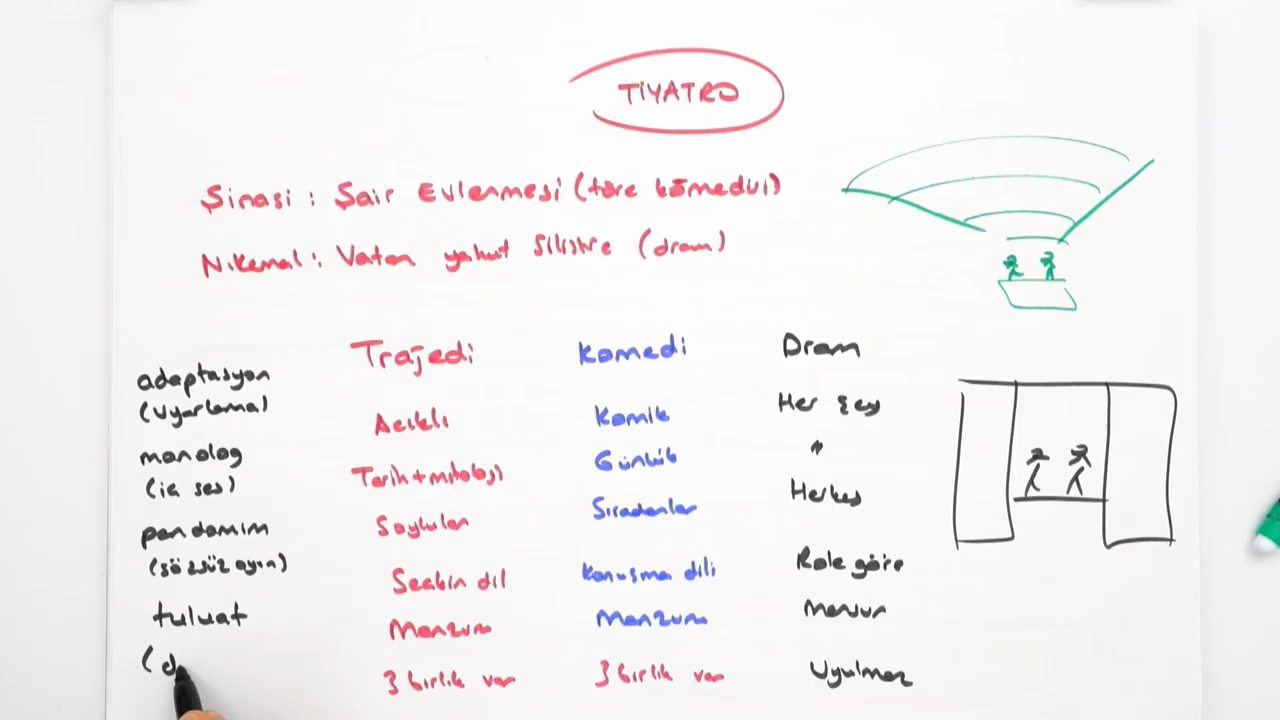 TİYATRO
Şinasi : Şair Evlenmesi (töre komedisi)
N.Kemal : Vatan yahut Silistre (dram)
adaptasyon
(uyarlama)
monolog
(iç ses)
pandomim
(sözsüz oyun)
tuluat
(d
Trajedi
Acıklı
Tarih+mitoloji
Soylular
Seçkin dil
Manzum
3 birlik var
Komedi
Komik
Günlük
Sıradanlar
Konuşma dili
Manzum
3 birlik var
Dram
Her şey
"
Herkes
Role göre
Mensur
Uyulmaz